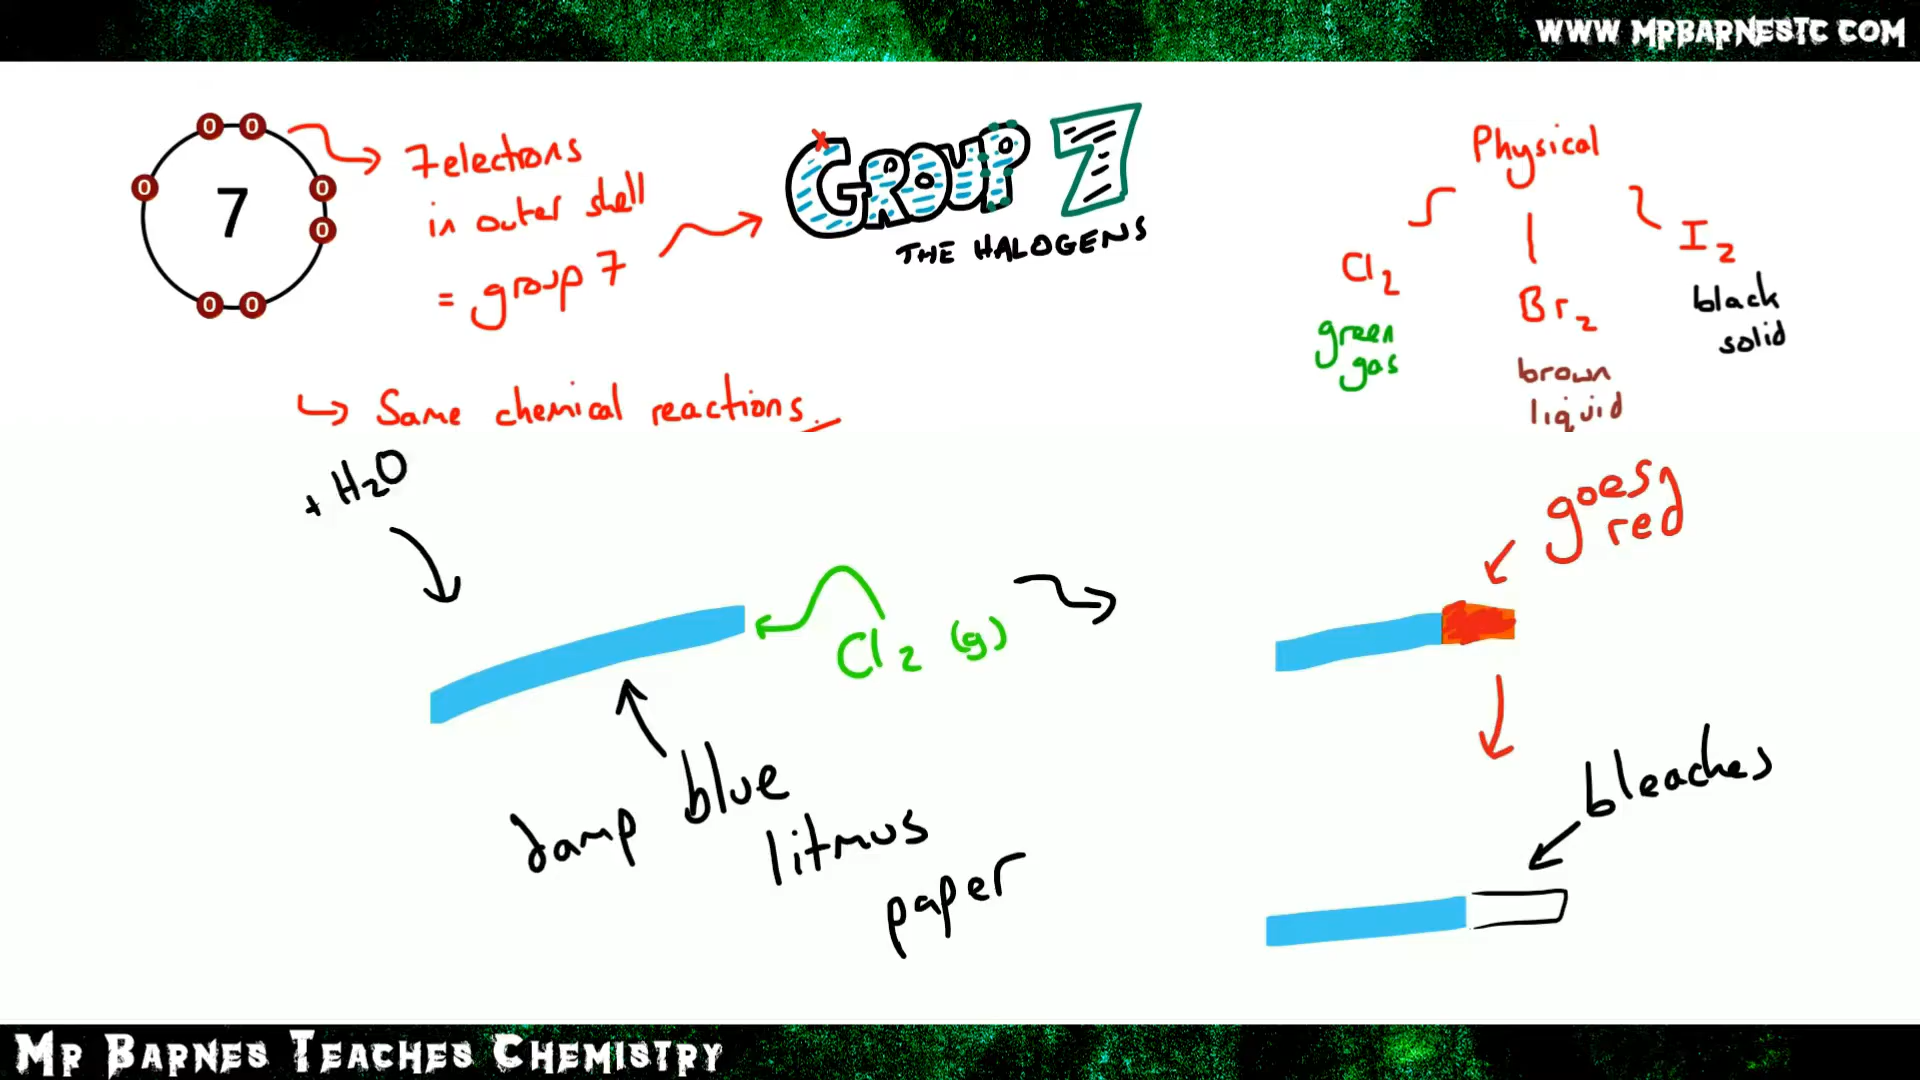 WWW MRBARNESTC COM
7
7 electrons
in outer shell
= group 7
GROUP 7
THE HALOGENS
Physical
Cl2
green
gas
Br2
brown
liquid
I2
black
solid
↳ Same chemical reactions.
+ H2O
Cl2 (g)
damp blue
litmus
paper
goes
red
bleaches
MR BARNES TEACHES CHEMISTRY